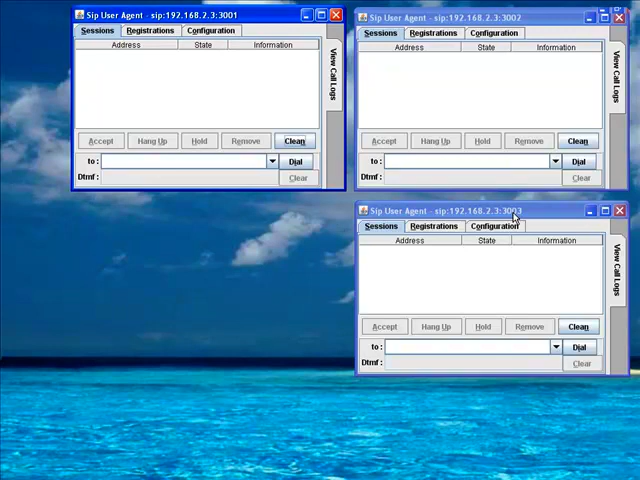 Sip User Agent - sip:192.168.2.3:3001
Sessions Registrations Configuration
Address State Information
View Call Logs
Accept Hang Up Hold Remove Clean
to : Dial
Dtmf : Clear
Sip User Agent - sip:192.168.2.3:3002
Sessions Registrations Configuration
Address State Information
View Call Logs
Accept Hang Up Hold Remove Clean
to : Dial
Dtmf : Clear
Sip User Agent - sip:192.168.2.3:3003
Sessions Registrations Configuration
Address State Information
View Call Logs
Accept Hang Up Hold Remove Clean
to : Dial
Dtmf : Clear